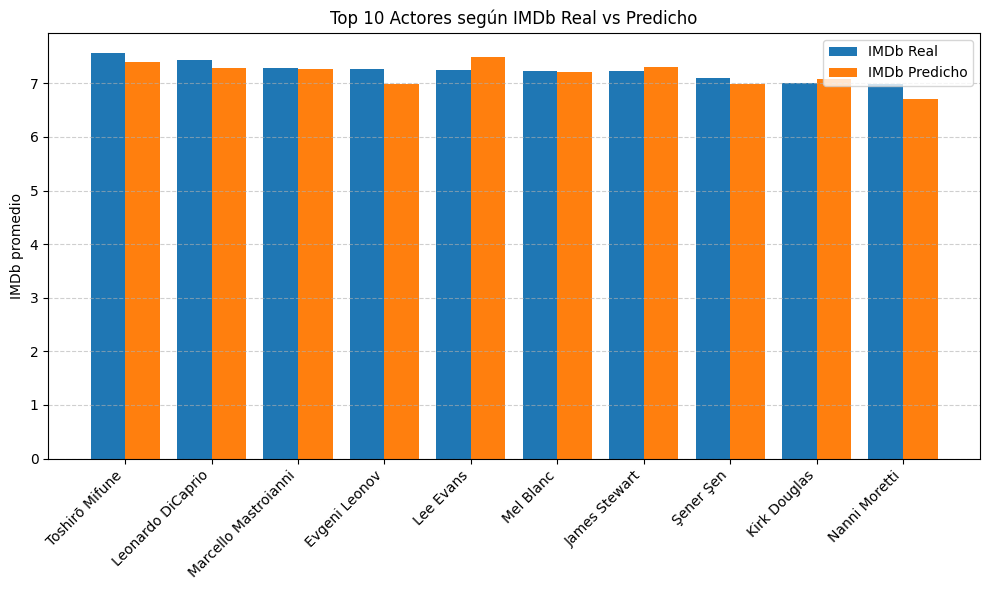 Top 10 Actores según IMDb Real vs Predicho
IMDb Real
IMDb Predicho
IMDb promedio
7
6
5
4
3
2
1
0
Toshirō Mifune
Leonardo DiCaprio
Marcello Mastroianni
Evgeni Leonov
Lee Evans
Mel Blanc
James Stewart
Şener Şen
Kirk Douglas
Nanni Moretti